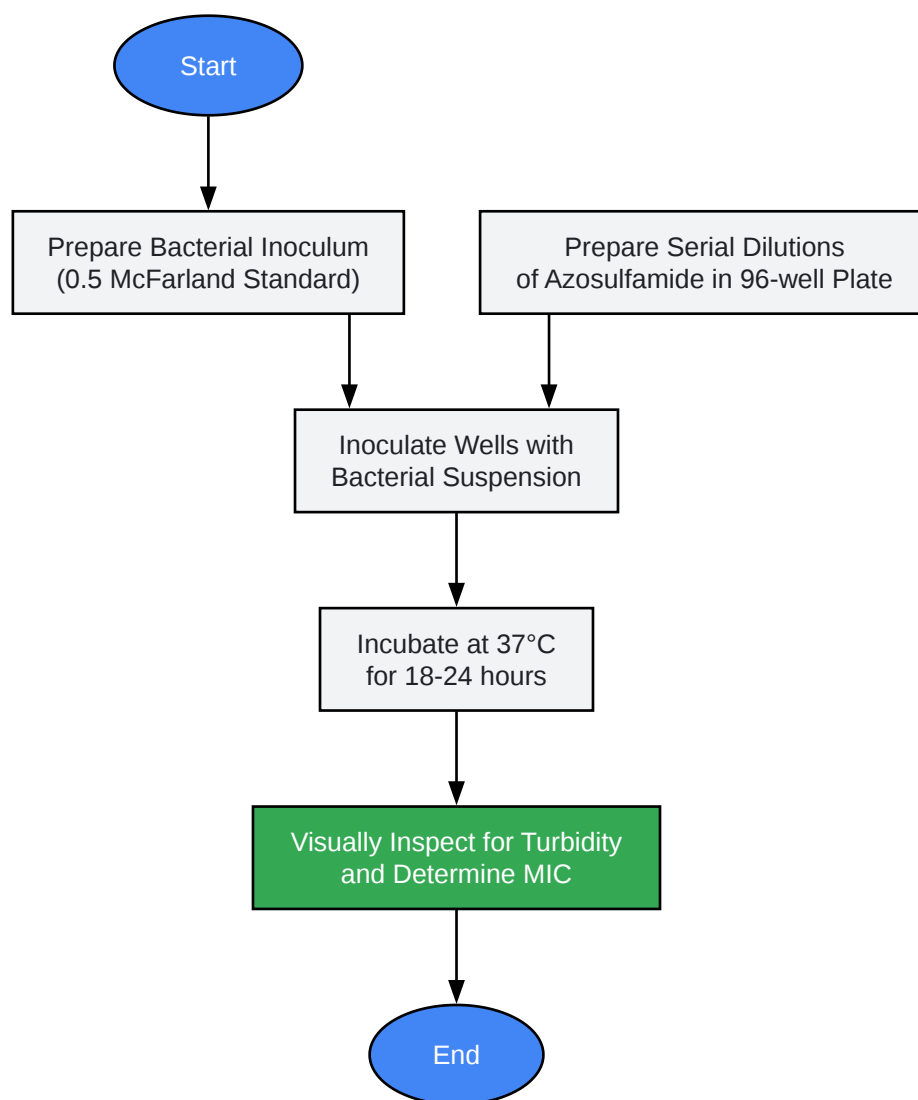 Start
Prepare Bacterial Inoculum
(0.5 McFarland Standard)
Prepare Serial Dilutions
of Azosulfamide in 96-well Plate
Inoculate Wells with
Bacterial Suspension
Incubate at 37°C
for 18-24 hours
Visually Inspect for Turbidity
and Determine MIC
End